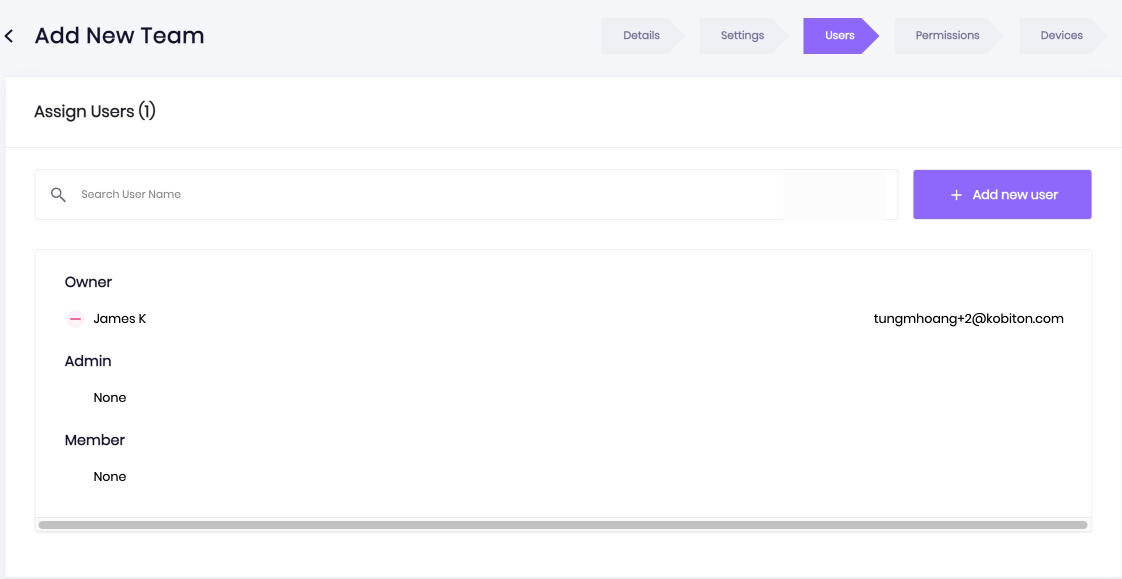 Add New Team
Details
Settings
Users
Permissions
Devices
Assign Users (1)
Search User Name
+ Add new user
Owner
James K
tungmhoang+2@kobiton.com
Admin
None
Member
None